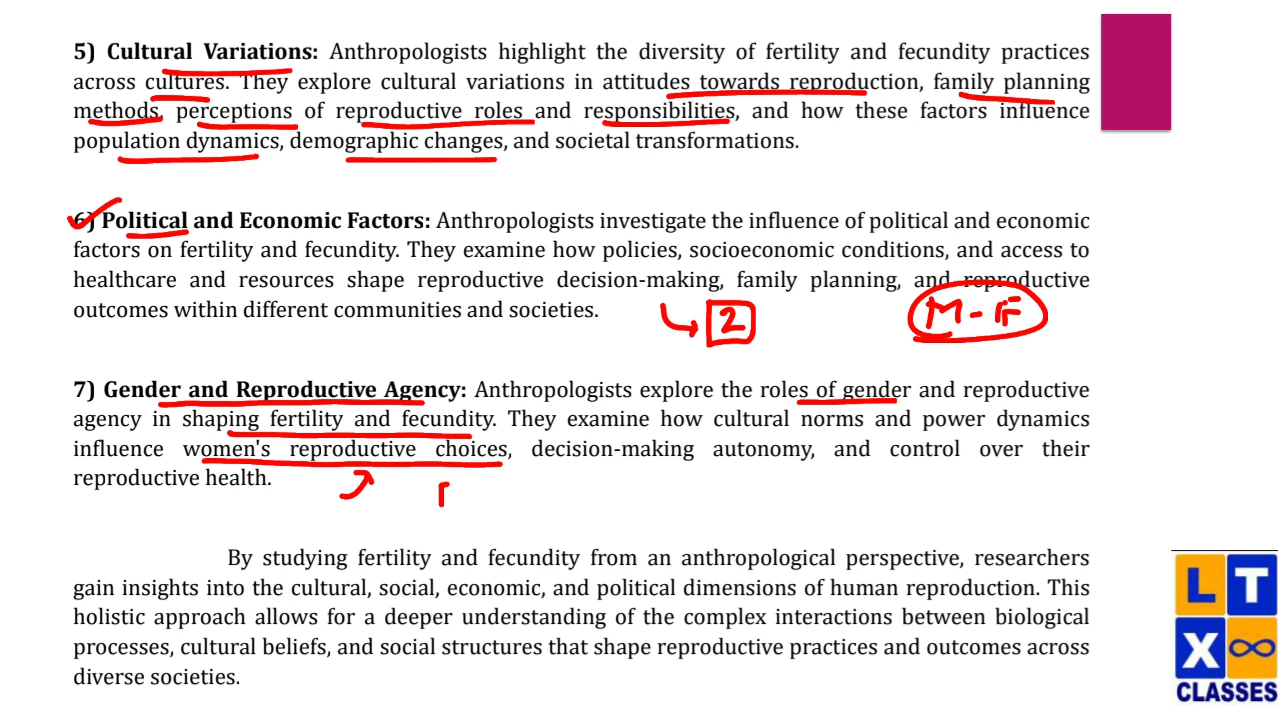 5) Cultural Variations: Anthropologists highlight the diversity of fertility and fecundity practices
across cultures. They explore cultural variations in attitudes towards reproduction, family planning
methods, perceptions of reproductive roles and responsibilities, and how these factors influence
population dynamics, demographic changes, and societal transformations.
6) Political and Economic Factors: Anthropologists investigate the influence of political and economic
factors on fertility and fecundity. They examine how policies, socioeconomic conditions, and access to
healthcare and resources shape reproductive decision-making, family planning, and reproductive
outcomes within different communities and societies.
2
M-F
7) Gender and Reproductive Agency: Anthropologists explore the roles of gender and reproductive
agency in shaping fertility and fecundity. They examine how cultural norms and power dynamics
influence women's reproductive choices, decision-making autonomy, and control over their
reproductive health.
By studying fertility and fecundity from an anthropological perspective, researchers
gain insights into the cultural, social, economic, and political dimensions of human reproduction. This
holistic approach allows for a deeper understanding of the complex interactions between biological
processes, cultural beliefs, and social structures that shape reproductive practices and outcomes across
diverse societies.
L T
X ∞
CLASSES